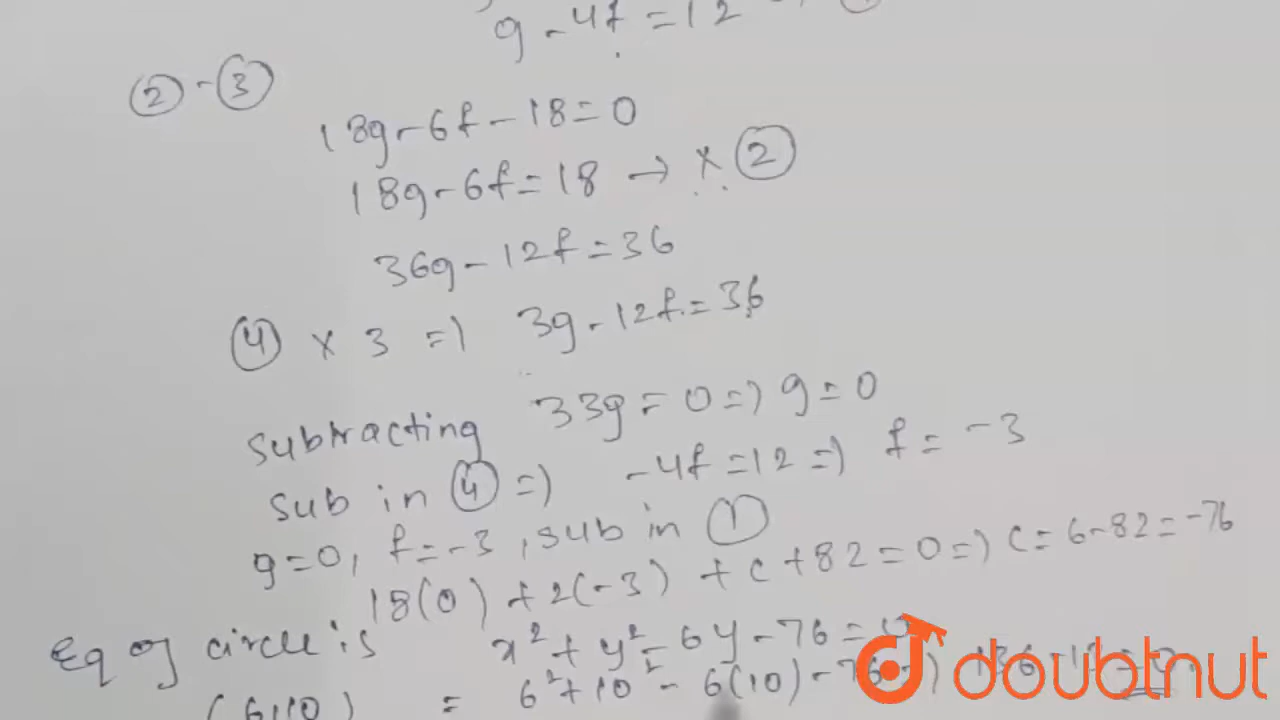 g - 4f = 12
② - ③
18g - 6f - 18 = 0
18g - 6f = 18 → × ②
36g - 12f = 36
④ × 3 =) 3g - 12f = 36
subtracting 33g = 0 =) g = 0
sub in ④ =) -4f = 12 =) f = -3
g = 0, f = -3, sub in ①
18(0) + 2(-3) + c + 82 = 0 =) c = 6 - 82 = -76
Eq of circle is x² + y² - 6y - 76 = 0
(6,10) = 6² + 10² - 6(10) - 76 =) 136 - = 0
doubtnut